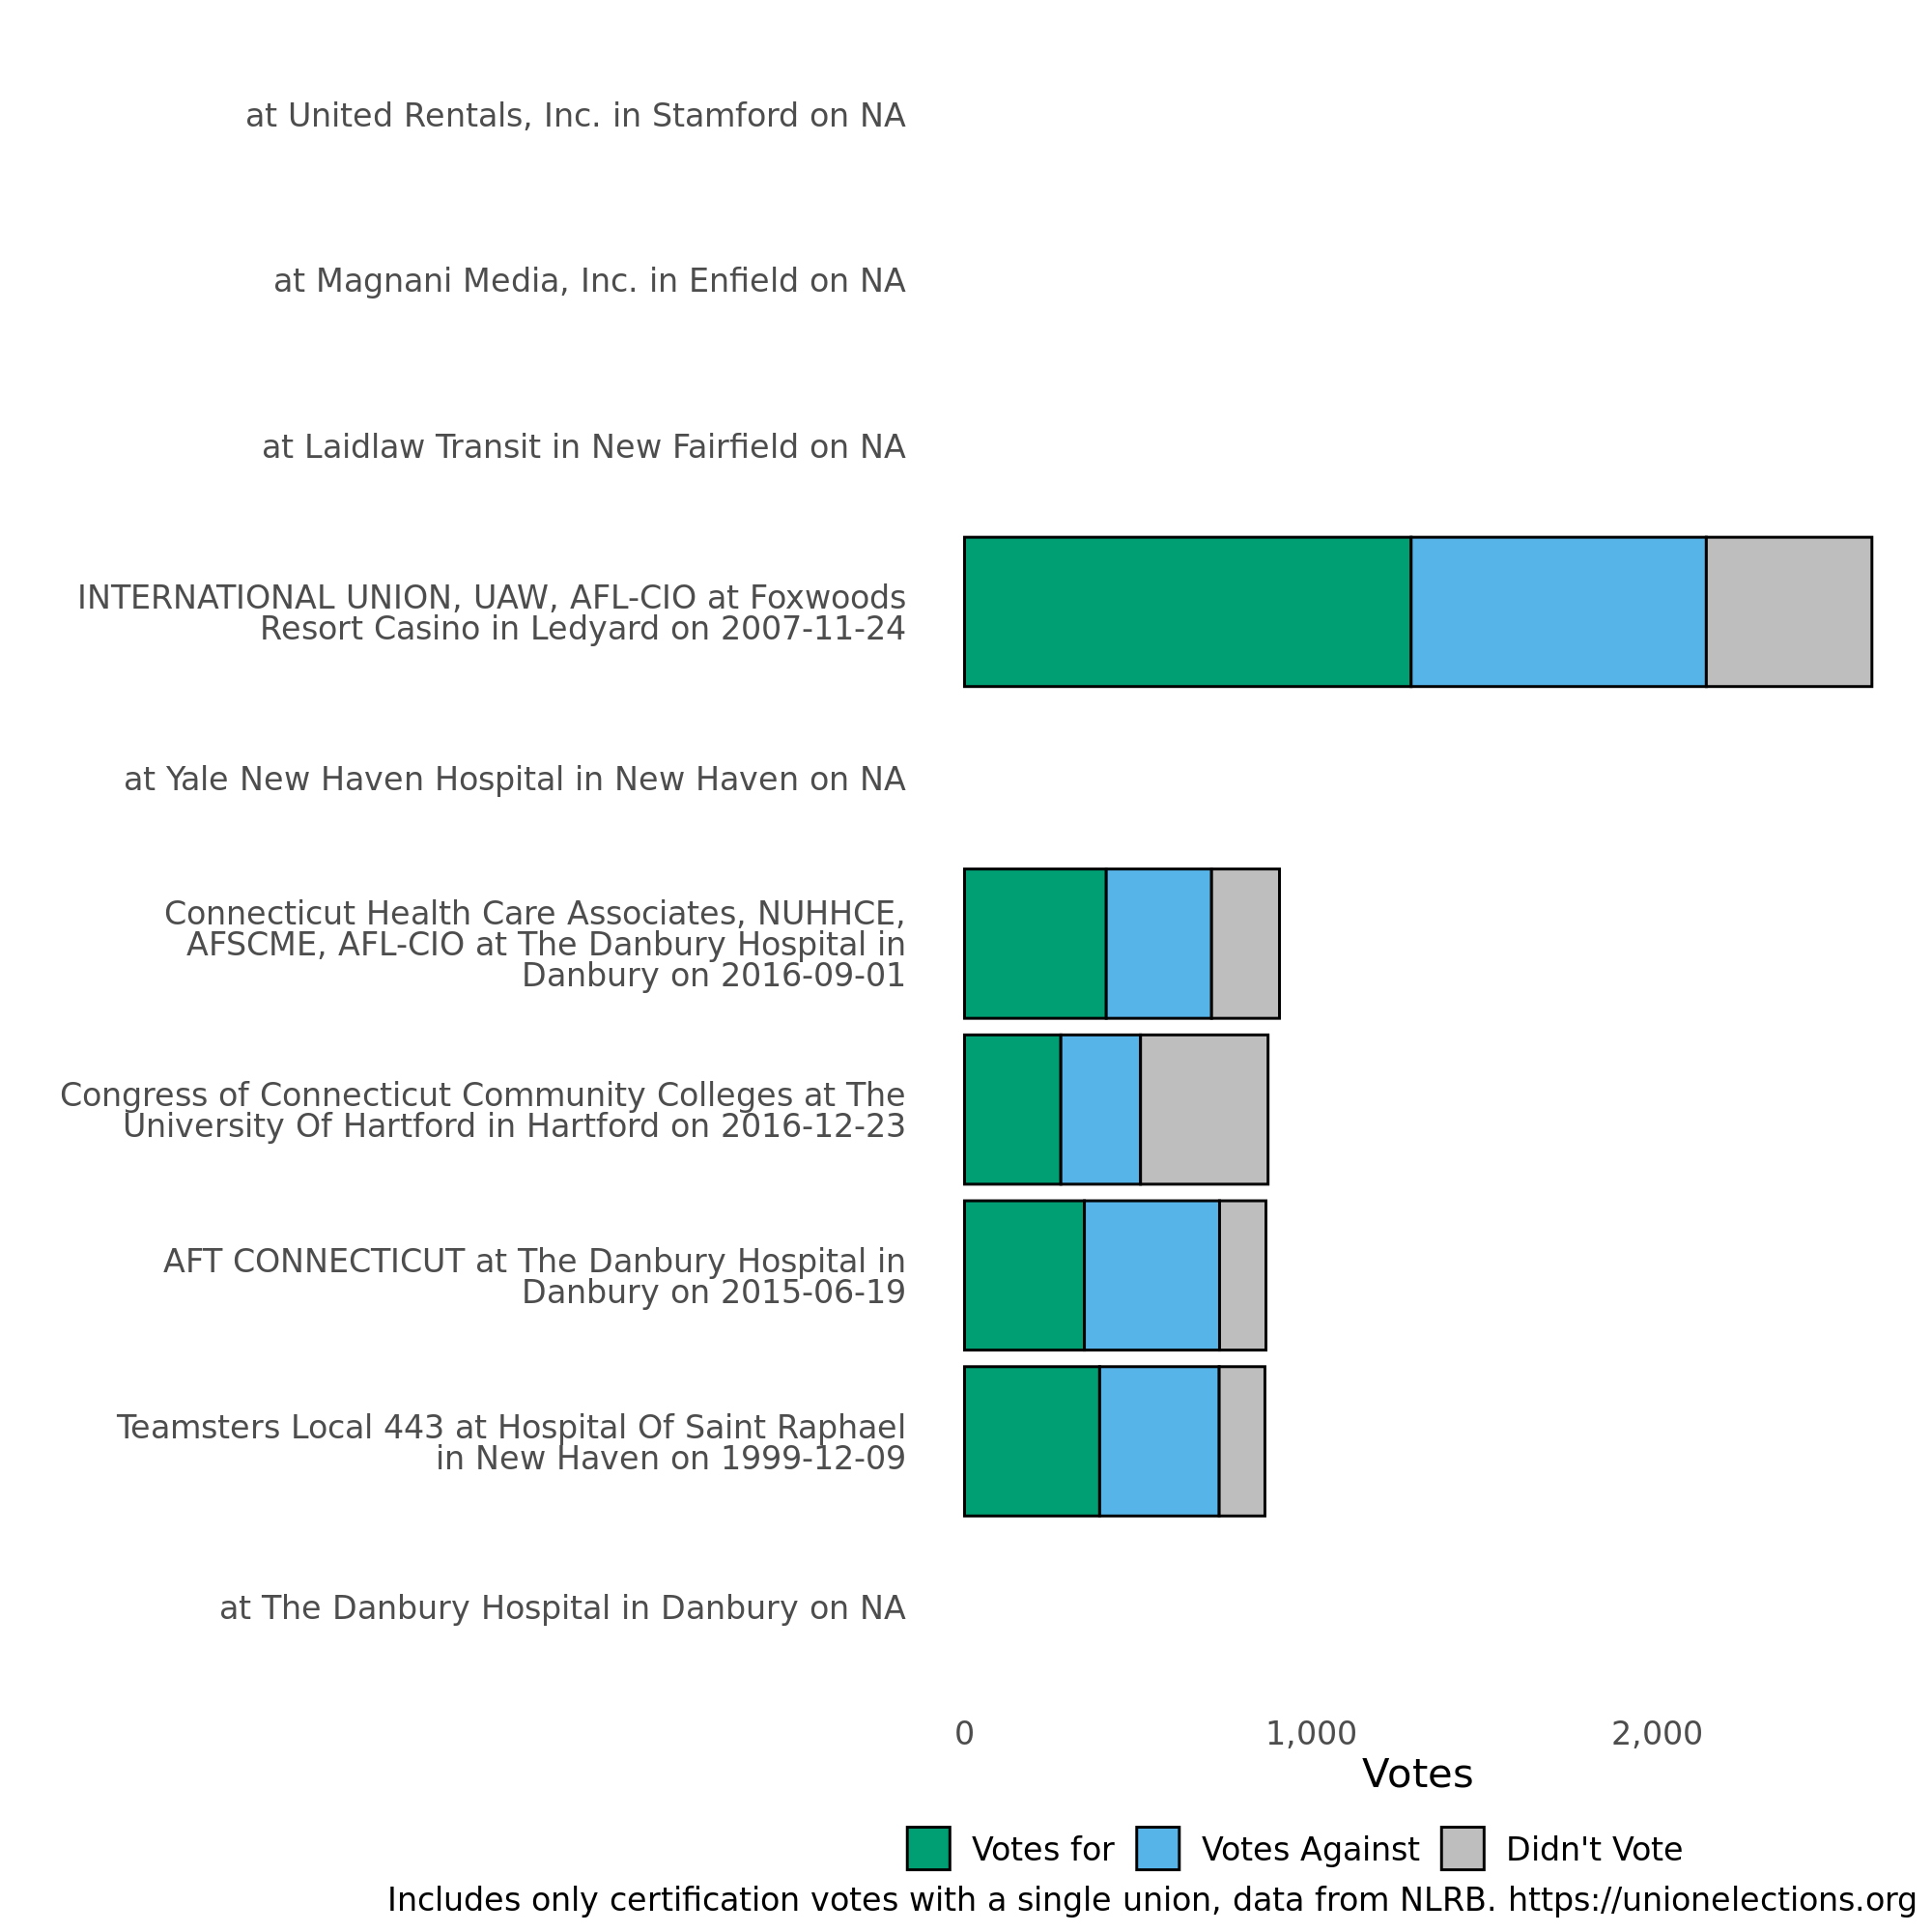 at United Rentals, Inc. in Stamford on NA
at Magnani Media, Inc. in Enfield on NA
at Laidlaw Transit in New Fairfield on NA
INTERNATIONAL UNION, UAW, AFL-CIO at Foxwoods
Resort Casino in Ledyard on 2007-11-24
at Yale New Haven Hospital in New Haven on NA
Connecticut Health Care Associates, NUHHCE,
AFSCME, AFL-CIO at The Danbury Hospital in
Danbury on 2016-09-01
Congress of Connecticut Community Colleges at The
University Of Hartford in Hartford on 2016-12-23
AFT CONNECTICUT at The Danbury Hospital in
Danbury on 2015-06-19
Teamsters Local 443 at Hospital Of Saint Raphael
in New Haven on 1999-12-09
at The Danbury Hospital in Danbury on NA
0 1,000 2,000
Votes
Votes for Votes Against Didn't Vote
Includes only certification votes with a single union, data from NLRB. https://unionelections.org